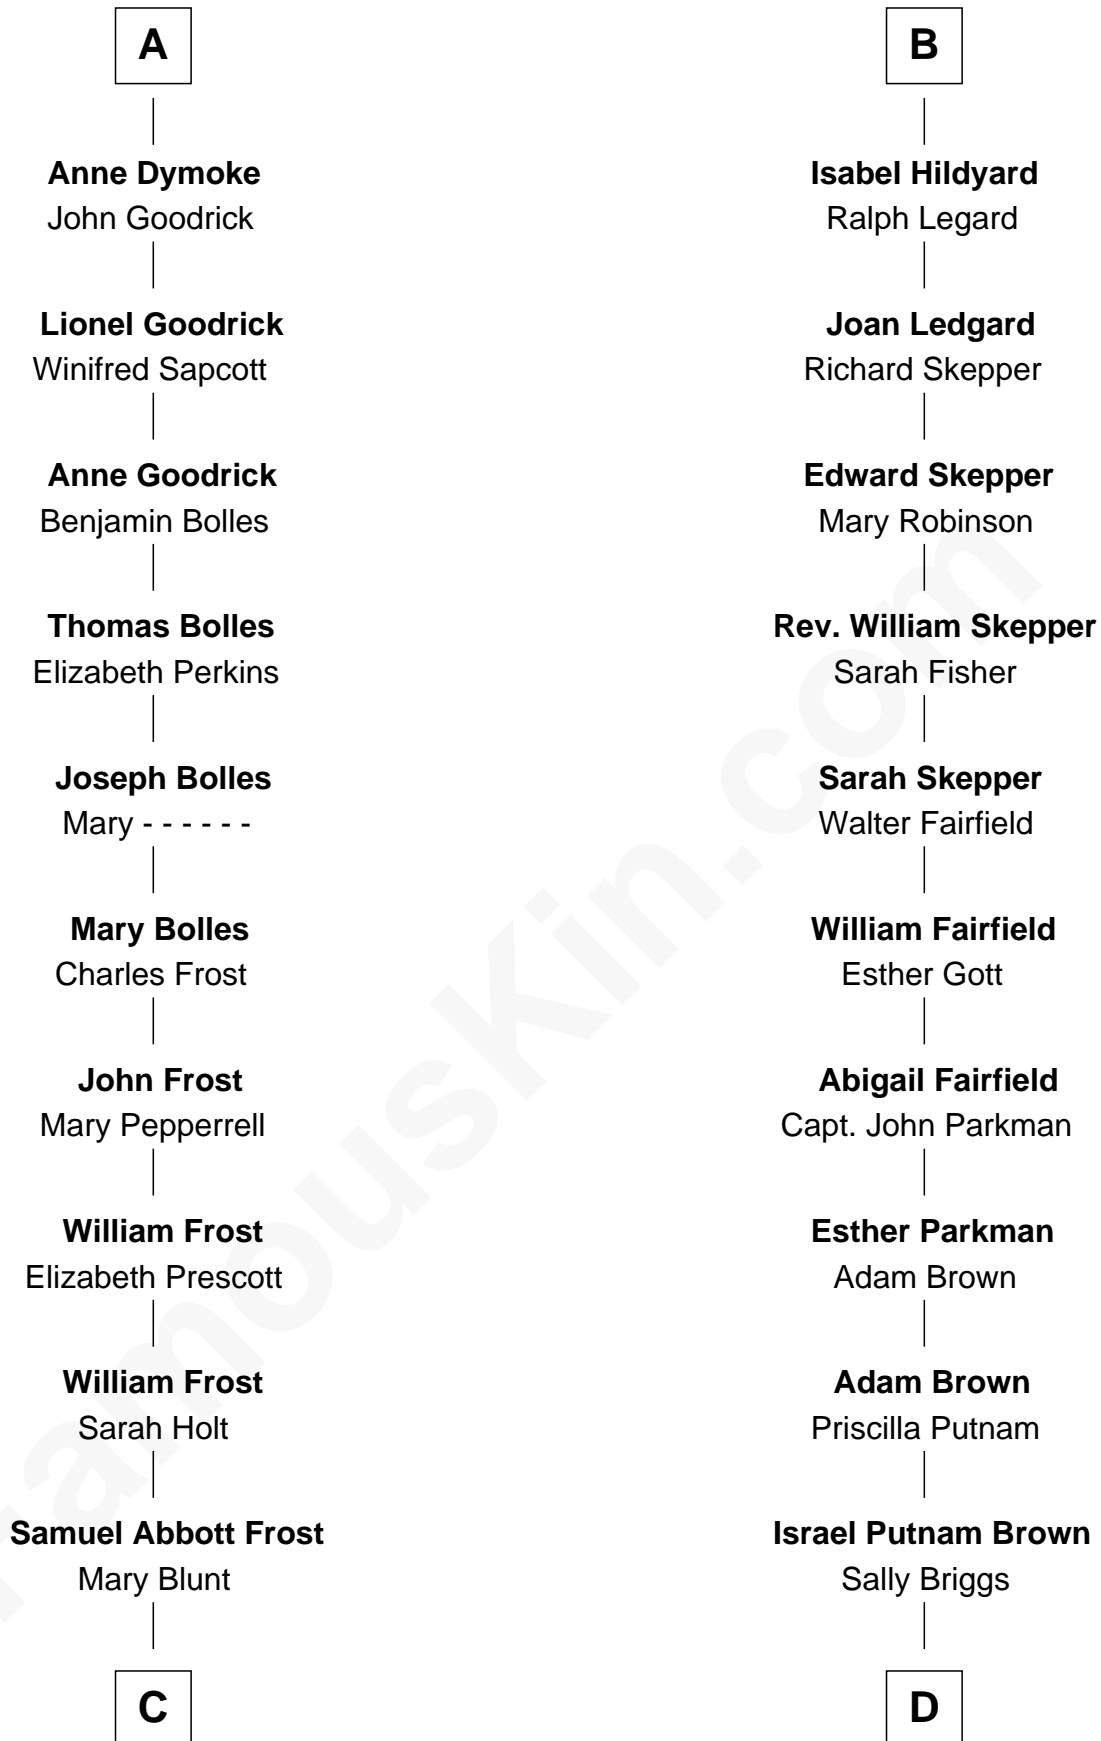 A
Anne Dymoke
John Goodrick
Lionel Goodrick
Winifred Sapcott
Anne Goodrick
Benjamin Bolles
Thomas Bolles
Elizabeth Perkins
Joseph Bolles
Mary - - - - - -
Mary Bolles
Charles Frost
John Frost
Mary Pepperrell
William Frost
Elizabeth Prescott
William Frost
Sarah Holt
Samuel Abbott Frost
Mary Blunt
C
B
Isabel Hildyard
Ralph Legard
Joan Ledgard
Richard Skepper
Edward Skepper
Mary Robinson
Rev. William Skepper
Sarah Fisher
Sarah Skepper
Walter Fairfield
William Fairfield
Esther Gott
Abigail Fairfield
Capt. John Parkman
Esther Parkman
Adam Brown
Adam Brown
Priscilla Putnam
Israel Putnam Brown
Sally Briggs
D
FamousKin.com